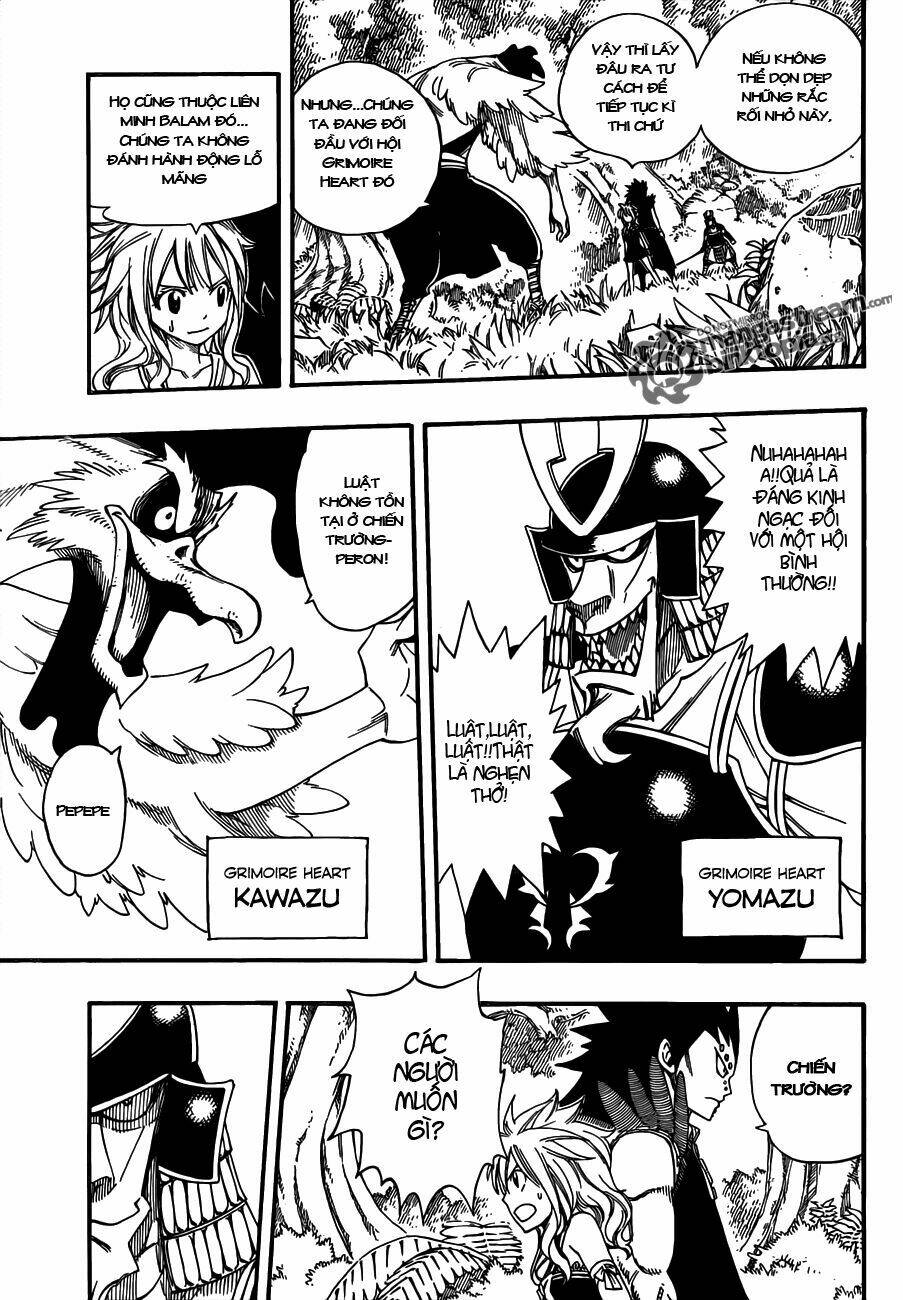 NẾU KHÔNG
THỂ DỌN DẸP
NHỮNG RẮC
RỐI NHỎ NÀY,
VẬY THÌ LẤY
ĐÂU RA TƯ
CÁCH ĐỂ
TIẾP TỤC KÌ
THI CHỨ
NHƯNG...CHÚNG
TA ĐANG ĐỐI
ĐẦU VỚI HỘI
GRIMOIRE
HEART ĐÓ
HỌ CŨNG THUỘC LIÊN
MINH BALAM ĐÓ...
CHÚNG TA KHÔNG
ĐÁNH HÀNH ĐỘNG LỖ
MÃNG
mangastream.com
NUHAHAHAH
A!!QUẢ LÀ
ĐÁNG KINH
NGẠC ĐỐI
VỚI MỘT HỘI
BÌNH
THƯỜNG!!
LUẬT,LUẬT,
LUẬT!!THẬT
LÀ NGHẸN
THỞ!
GRIMOIRE HEART
YOMAZU
LUẬT
KHÔNG TỒN
TẠI Ở CHIẾN
TRƯỜNG-
PERON!
PEPEPE
GRIMOIRE HEART
KAWAZU
CHIẾN
TRƯỜNG?
CÁC
NGƯỜI
MUỐN
GÌ?